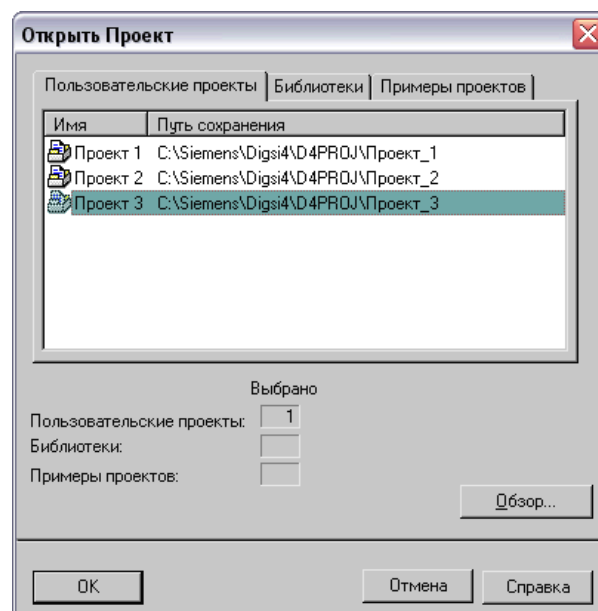 Открыть Проект
Пользовательские проекты Библиотеки Примеры проектов
Имя Путь сохранения
Проект 1 C:\Siemens\Digsi4\D4PROJ\Проект_1
Проект 2 C:\Siemens\Digsi4\D4PROJ\Проект_2
Проект 3 C:\Siemens\Digsi4\D4PROJ\Проект_3
Выбрано
Пользовательские проекты: 1
Библиотеки:
Примеры проектов:
Обзор...
OK Отмена Справка